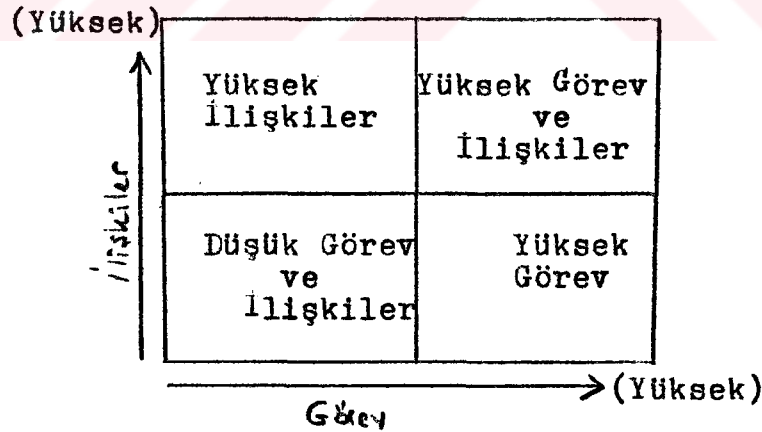 (Yüksek)
Yüksek
İlişkiler
Yüksek Görev
ve
İlişkiler
İlişkiler
Düşük Görev
ve
İlişkiler
Yüksek
Görev
(Yüksek)
Görev